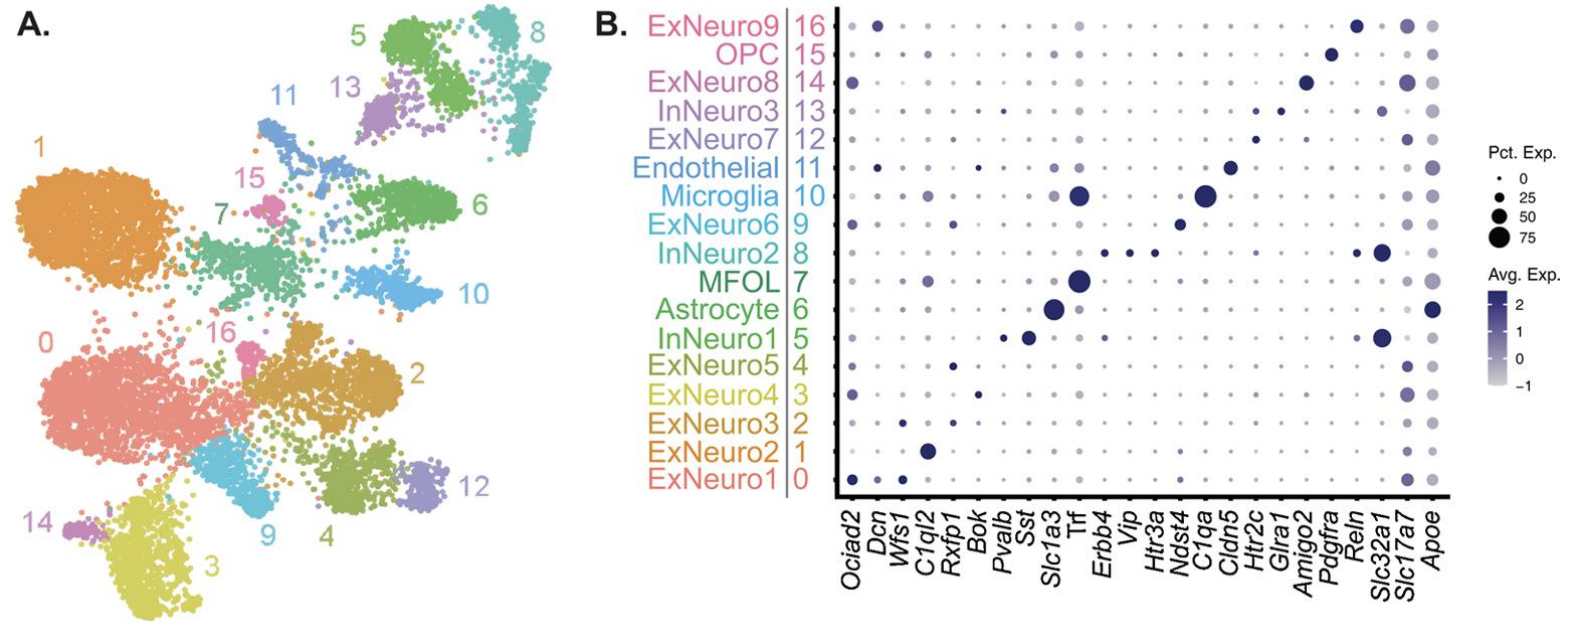 A.
5
8
13
11
1
15
7
6
10
16
0
2
12
14
9
4
3
B.
ExNeuro9 16
OPC 15
ExNeuro8 14
InNeuro3 13
ExNeuro7 12
Endothelial 11
Microglia 10
ExNeuro6 9
InNeuro2 8
MFOL 7
Astrocyte 6
InNeuro1 5
ExNeuro5 4
ExNeuro4 3
ExNeuro3 2
ExNeuro2 1
ExNeuro1 0
Ociad2
Dcn
Wfs1
C1ql2
Rxfp1
Bok
Pvalb
Sst
Slc1a3
Trf
Erbb4
Vip
Htr3a
Ndst4
C1qa
Cldn5
Htr2c
Glra1
Amigo2
Pdgfra
Reln
Slc32a1
Slc17a7
Apoe
Pct. Exp.
0
25
50
75
Avg. Exp.
2
1
0
−1